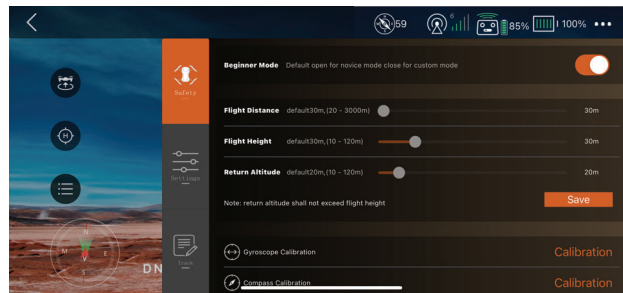 59
6
85%
100%
Beginner Mode Default open for novice mode close for custom mode
Safety
Flight Distance default30m,(20 - 3000m) 30m
H
Flight Height default30m,(10 - 120m) 30m
Settings
Return Altitude default20m,(10 - 120m) 20m
Note: return altitude shall not exceed flight height
Save
N
M E
V
S
Track
DN
Gyroscope Calibration Calibration
Compass Calibration Calibration